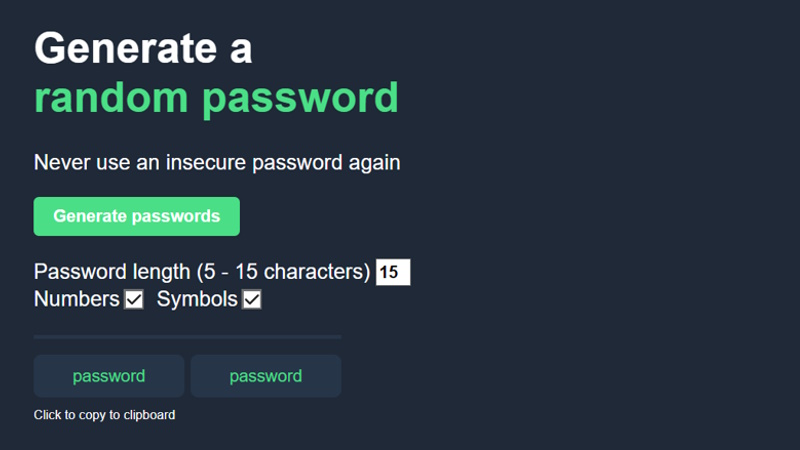 Generate a
random password
Never use an insecure password again
Generate passwords
Password length (5 - 15 characters) 15
Numbers Symbols
password password
Click to copy to clipboard